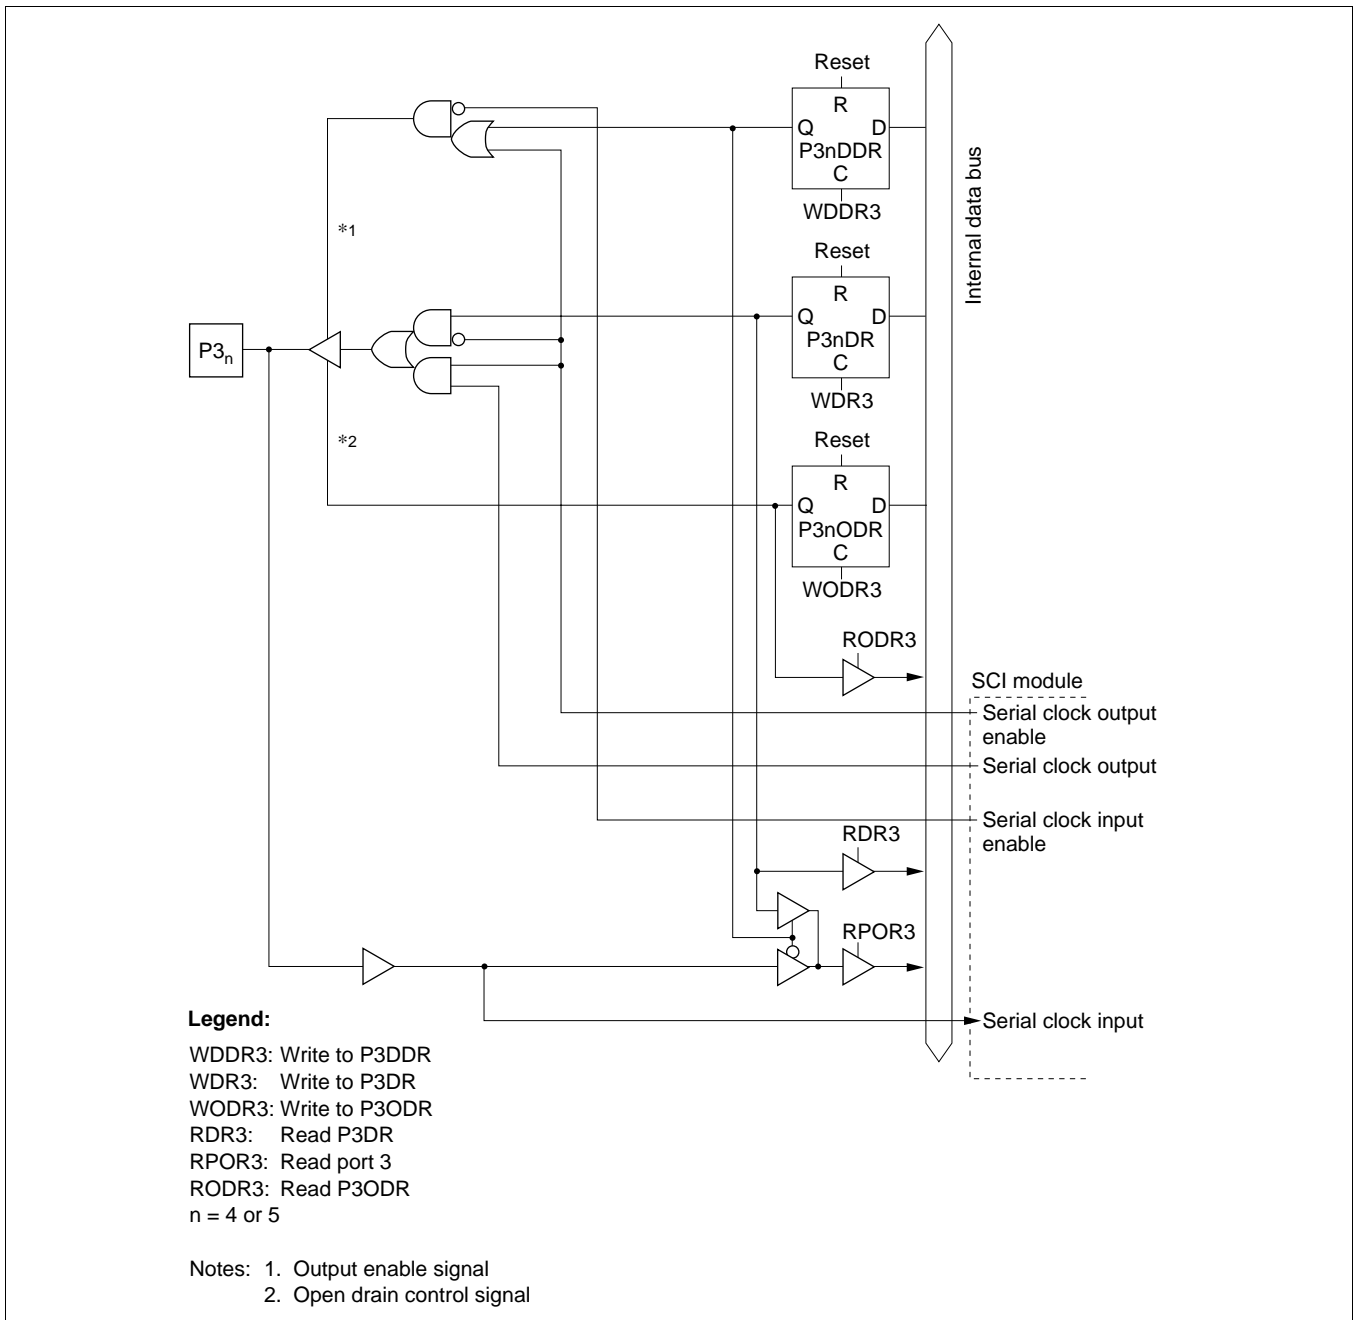 Reset
R
Q D
P3nDDR
C
WDDR3
Internal data bus
*1
Reset
R
Q D
P3nDR
C
WDR3
P3n
*2
Reset
R
Q D
P3nODR
C
WODR3
RODR3
SCI module
Serial clock output
enable
Serial clock output
Serial clock input
enable
RDR3
RPOR3
Serial clock input
Legend:
WDDR3: Write to P3DDR
WDR3: Write to P3DR
WODR3: Write to P3ODR
RDR3: Read P3DR
RPOR3: Read port 3
RODR3: Read P3ODR
n = 4 or 5
Notes: 1. Output enable signal
2. Open drain control signal